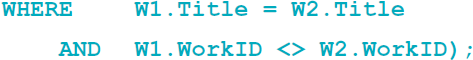 WHERE W1.Title = W2.Title
AND W1.WorkID <> W2.WorkID);